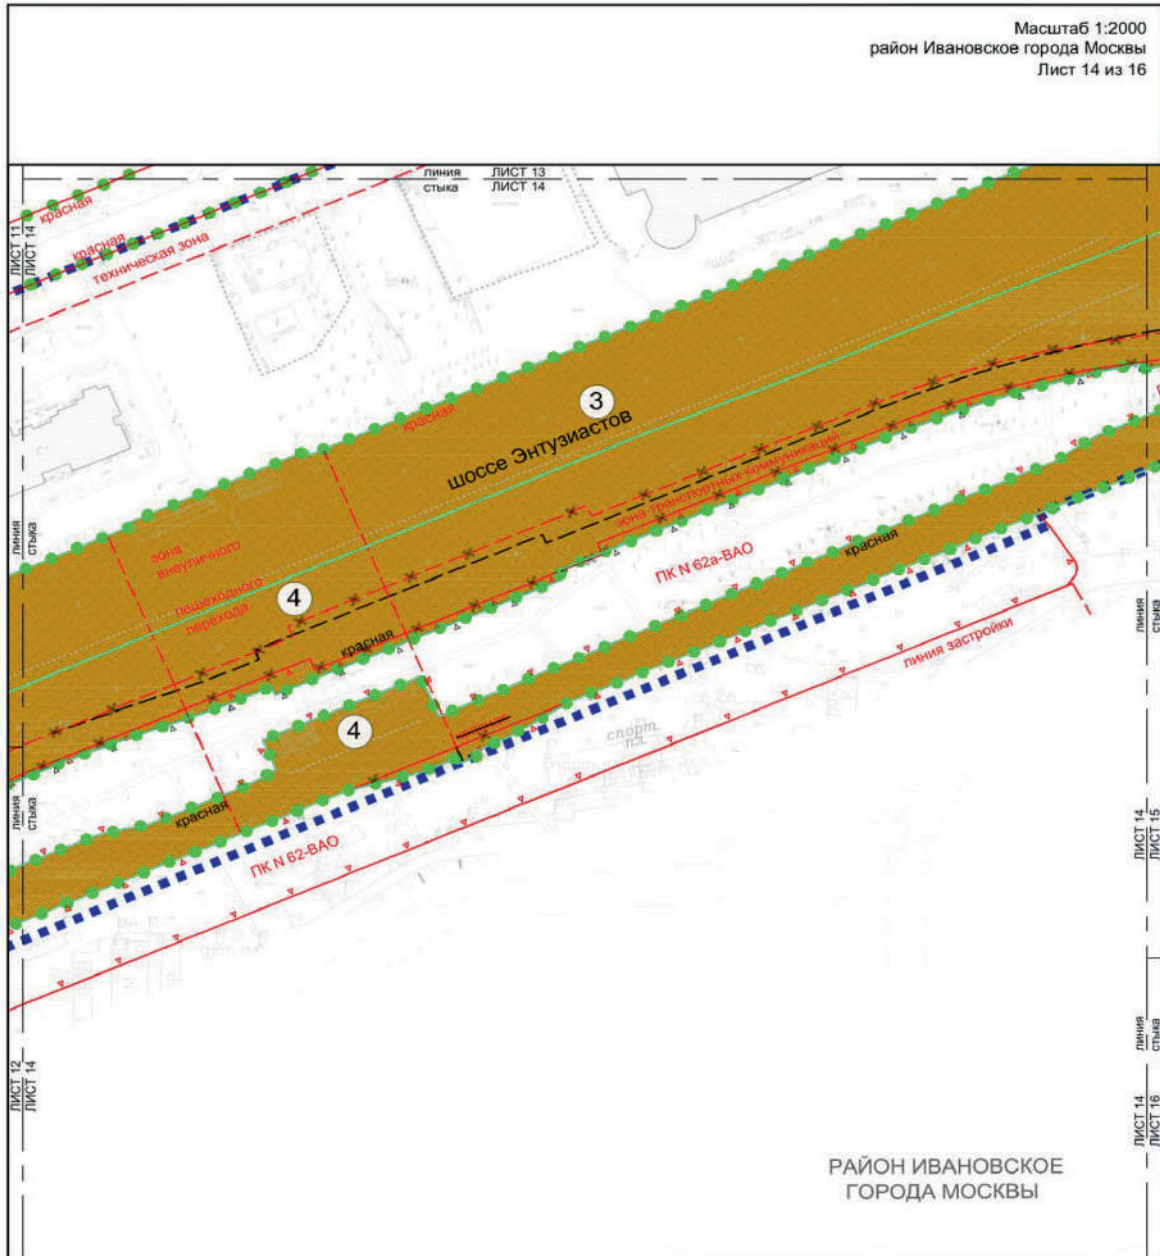 Масштаб 1:2000
район Ивановское города Москвы
Лист 14 из 16
линия
стыка
ЛИСТ 13
ЛИСТ 14
ЛИСТ 11
ЛИСТ 14
красная
красная
техническая зона
красная
3
шоссе Энтузиастов
зона транспортных коммуникаций
линия
стыка
зона
внеуличного
пешеходного
перехода
4
красная
ПК N 62а-ВАО
красная
линия
стыка
линия застройки
4
спорт.
пл.
линия
стыка
красная
ПК N 62-ВАО
ЛИСТ 14
ЛИСТ 15
линия
стыка
ЛИСТ 12
ЛИСТ 14
ЛИСТ 14
ЛИСТ 16
РАЙОН ИВАНОВСКОЕ
ГОРОДА МОСКВЫ